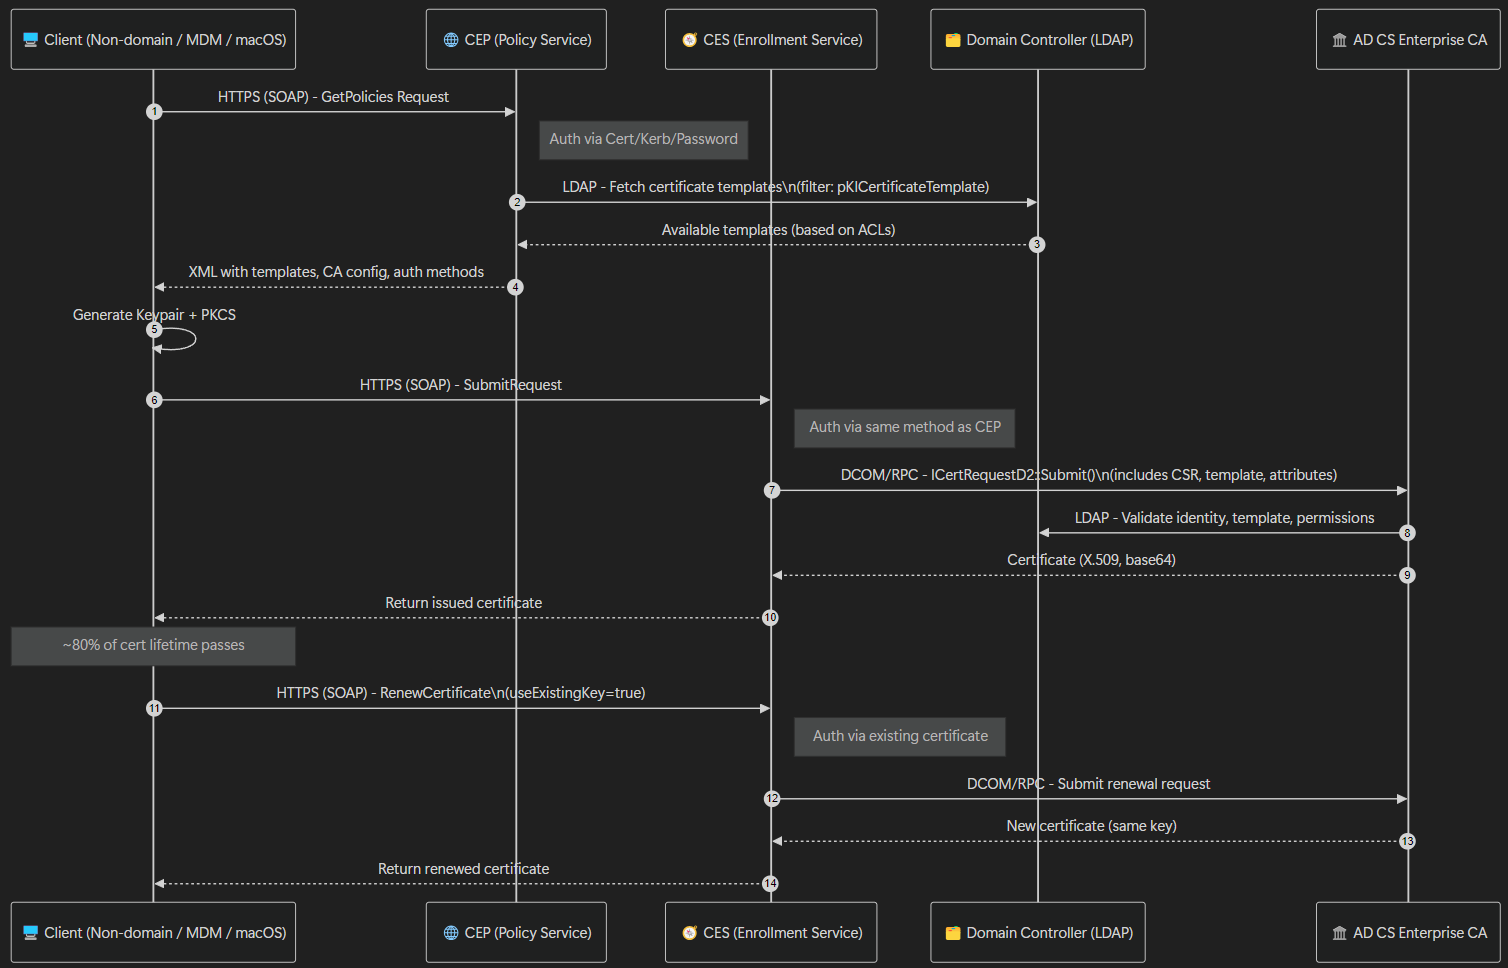 Client (Non-domain / MDM / macOS)
CEP (Policy Service)
CES (Enrollment Service)
Domain Controller (LDAP)
AD CS Enterprise CA
HTTPS (SOAP) - GetPolicies Request
1
Auth via Cert/Kerb/Password
LDAP - Fetch certificate templates\n(filter: pKICertificateTemplate)
2
Available templates (based on ACLs)
3
XML with templates, CA config, auth methods
4
Generate Keypair + PKCS
5
HTTPS (SOAP) - SubmitRequest
6
Auth via same method as CEP
DCOM/RPC - ICertRequestD2::Submit()\n(includes CSR, template, attributes)
7
LDAP - Validate identity, template, permissions
8
Certificate (X.509, base64)
9
Return issued certificate
10
~80% of cert lifetime passes
HTTPS (SOAP) - RenewCertificate\n(useExistingKey=true)
11
Auth via existing certificate
DCOM/RPC - Submit renewal request
12
New certificate (same key)
13
Return renewed certificate
14
Client (Non-domain / MDM / macOS)
CEP (Policy Service)
CES (Enrollment Service)
Domain Controller (LDAP)
AD CS Enterprise CA